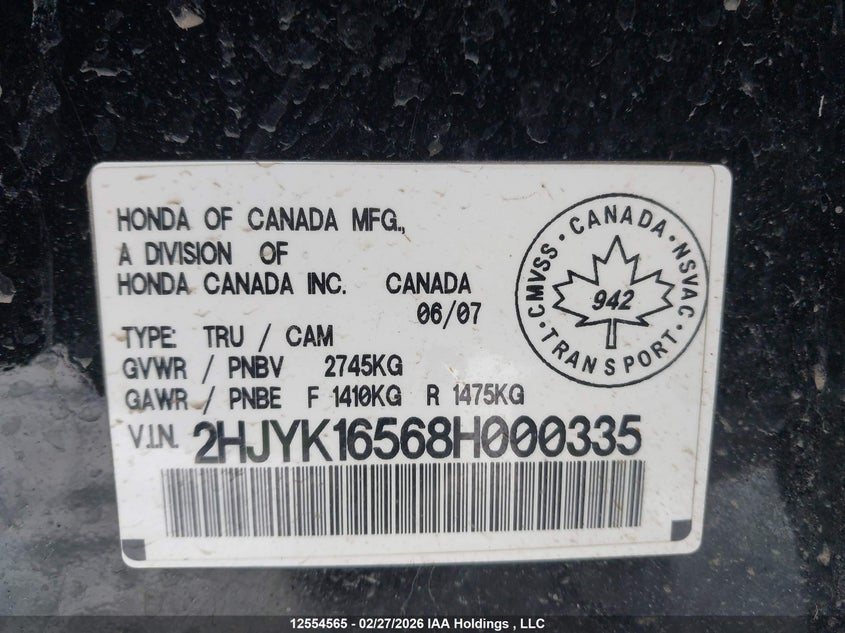 HONDA OF CANADA MFG.,
A DIVISION OF
HONDA CANADA INC. CANADA
06/07
TYPE: TRU / CAM
GVWR / PNBV 2745KG
GAWR / PNBE F 1410KG R 1475KG
V.I.N. 2HJYK16568H000335
CMVSS · CANADA · NSVAC · TRANSPORT ·
942
12554565 - 02/27/2026 IAA Holdings , LLC